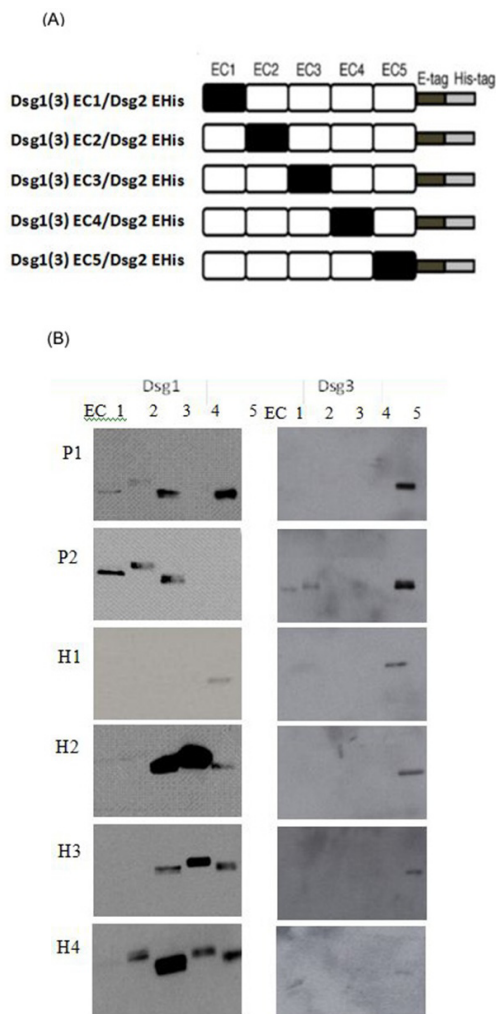 (A)
EC1 EC2 EC3 EC4 EC5 E-tag His-tag
Dsg1(3) EC1/Dsg2 EHis
Dsg1(3) EC2/Dsg2 EHis
Dsg1(3) EC3/Dsg2 EHis
Dsg1(3) EC4/Dsg2 EHis
Dsg1(3) EC5/Dsg2 EHis
(B)
Dsg1 Dsg3
EC 1 2 3 4 5 EC 1 2 3 4 5
P1
P2
H1
H2
H3
H4